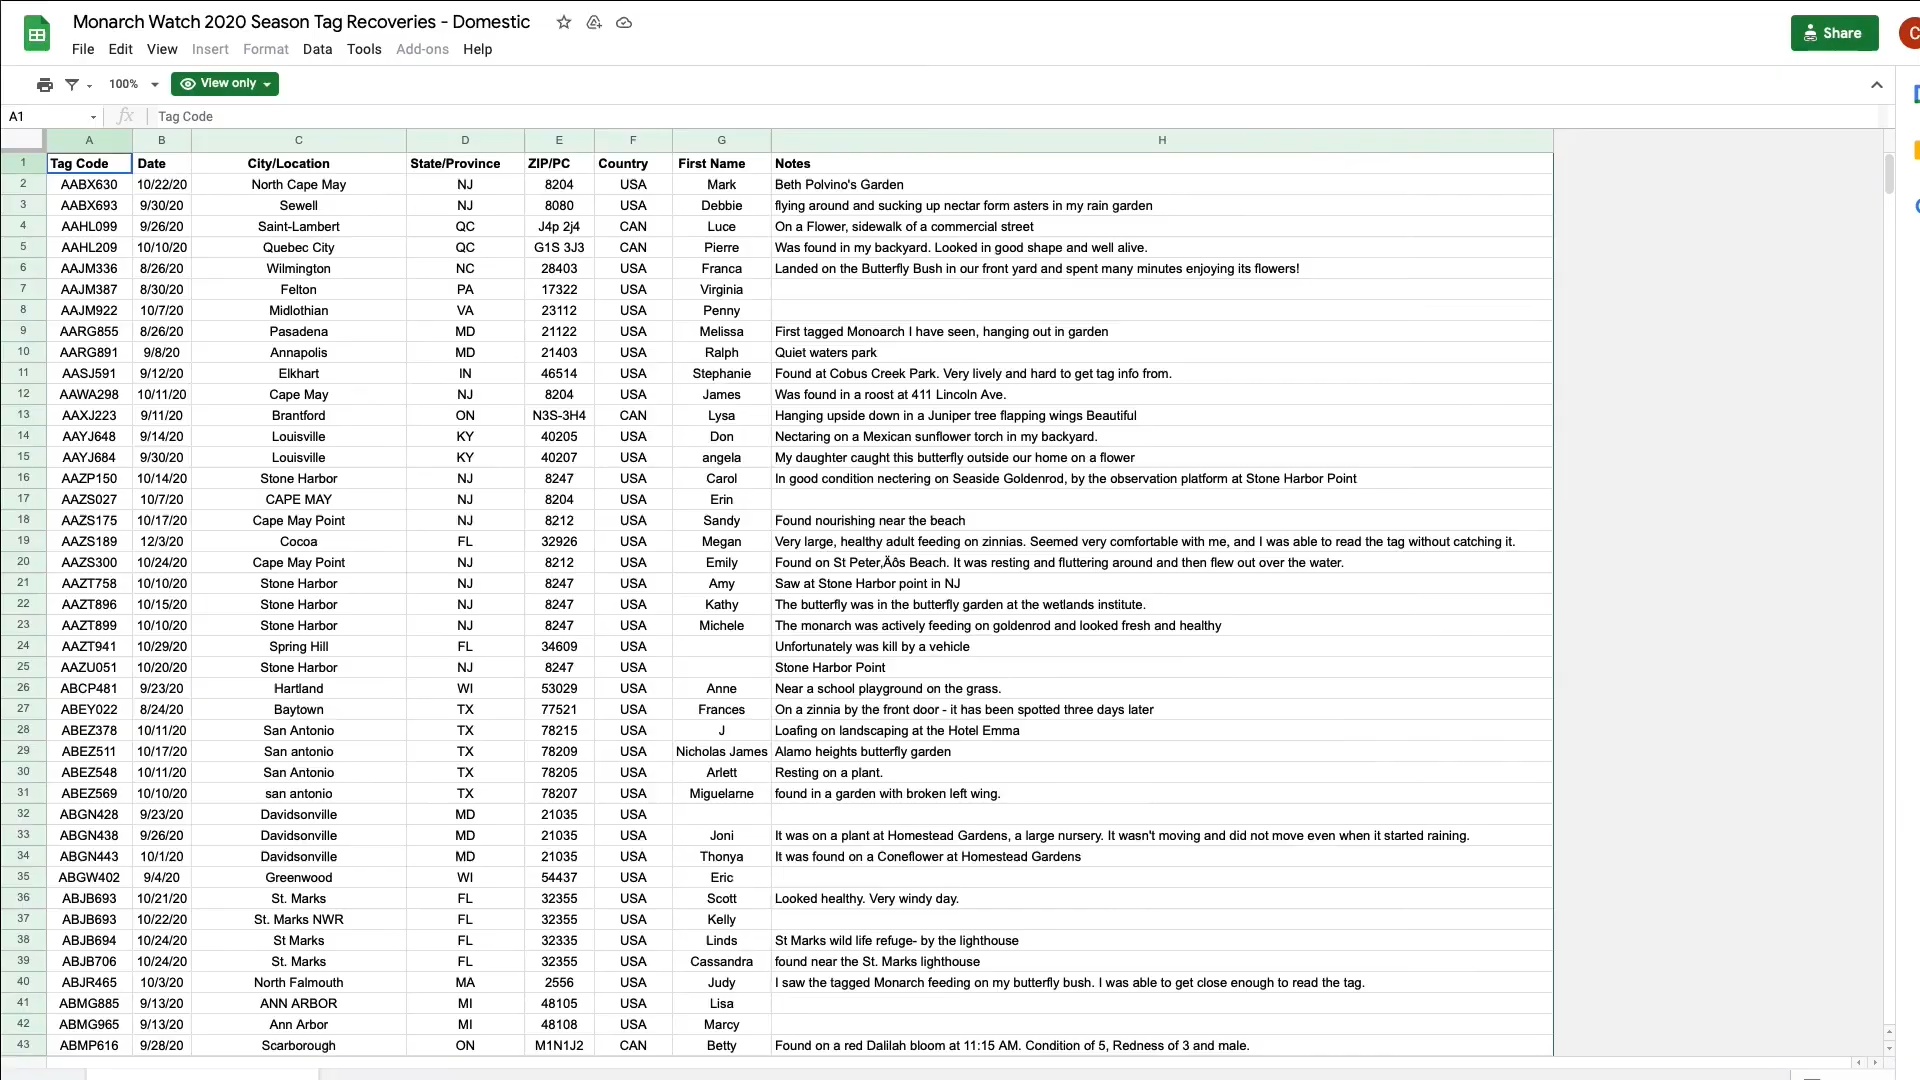 Monarch Watch 2020 Season Tag Recoveries - Domestic
File Edit View Insert Format Data Tools Add-ons Help
Share
C
100% View only
A1 fx Tag Code
A B C D E F G H
1 Tag Code Date City/Location State/Province ZIP/PC Country First Name Notes
2 AABX630 10/22/20 North Cape May NJ 8204 USA Mark Beth Polvino's Garden
3 AABX693 9/30/20 Sewell NJ 8080 USA Debbie flying around and sucking up nectar form asters in my rain garden
4 AAHL099 9/26/20 Saint-Lambert QC J4p 2j4 CAN Luce On a Flower, sidewalk of a commercial street
5 AAHL209 10/10/20 Quebec City QC G1S 3J3 CAN Pierre Was found in my backyard. Looked in good shape and well alive.
6 AAJM336 8/26/20 Wilmington NC 28403 USA Franca Landed on the Butterfly Bush in our front yard and spent many minutes enjoying its flowers!
7 AAJM387 8/30/20 Felton PA 17322 USA Virginia
8 AAJM922 10/7/20 Midlothian VA 23112 USA Penny
9 AARG855 8/26/20 Pasadena MD 21122 USA Melissa First tagged Monoarch I have seen, hanging out in garden
10 AARG891 9/8/20 Annapolis MD 21403 USA Ralph Quiet waters park
11 AASJ591 9/12/20 Elkhart IN 46514 USA Stephanie Found at Cobus Creek Park. Very lively and hard to get tag info from.
12 AAWA298 10/11/20 Cape May NJ 8204 USA James Was found in a roost at 411 Lincoln Ave.
13 AAXJ223 9/11/20 Brantford ON N3S-3H4 CAN Lysa Hanging upside down in a Juniper tree flapping wings Beautiful
14 AAYJ648 9/14/20 Louisville KY 40205 USA Don Nectaring on a Mexican sunflower torch in my backyard.
15 AAYJ684 9/30/20 Louisville KY 40207 USA angela My daughter caught this butterfly outside our home on a flower
16 AAZP150 10/14/20 Stone Harbor NJ 8247 USA Carol In good condition nectering on Seaside Goldenrod, by the observation platform at Stone Harbor Point
17 AAZS027 10/7/20 CAPE MAY NJ 8204 USA Erin
18 AAZS175 10/17/20 Cape May Point NJ 8212 USA Sandy Found nourishing near the beach
19 AAZS189 12/3/20 Cocoa FL 32926 USA Megan Very large, healthy adult feeding on zinnias. Seemed very comfortable with me, and I was able to read the tag without catching it.
20 AAZS300 10/24/20 Cape May Point NJ 8212 USA Emily Found on St Peter‚Äôs Beach. It was resting and fluttering around and then flew out over the water.
21 AAZT758 10/10/20 Stone Harbor NJ 8247 USA Amy Saw at Stone Harbor point in NJ
22 AAZT896 10/15/20 Stone Harbor NJ 8247 USA Kathy The butterfly was in the butterfly garden at the wetlands institute.
23 AAZT899 10/10/20 Stone Harbor NJ 8247 USA Michele The monarch was actively feeding on goldenrod and looked fresh and healthy
24 AAZT941 10/29/20 Spring Hill FL 34609 USA Unfortunately was kill by a vehicle
25 AAZU051 10/20/20 Stone Harbor NJ 8247 USA Stone Harbor Point
26 ABCP481 9/23/20 Hartland WI 53029 USA Anne Near a school playground on the grass.
27 ABEY022 8/24/20 Baytown TX 77521 USA Frances On a zinnia by the front door - it has been spotted three days later
28 ABEZ378 10/11/20 San Antonio TX 78215 USA J Loafing on landscaping at the Hotel Emma
29 ABEZ511 10/17/20 San antonio TX 78209 USA Nicholas James Alamo heights butterfly garden
30 ABEZ548 10/11/20 San Antonio TX 78205 USA Arlett Resting on a plant.
31 ABEZ569 10/10/20 san antonio TX 78207 USA Miguelarne found in a garden with broken left wing.
32 ABGN428 9/23/20 Davidsonville MD 21035 USA
33 ABGN438 9/26/20 Davidsonville MD 21035 USA Joni It was on a plant at Homestead Gardens, a large nursery. It wasn't moving and did not move even when it started raining.
34 ABGN443 10/1/20 Davidsonville MD 21035 USA Thonya It was found on a Coneflower at Homestead Gardens
35 ABGW402 9/4/20 Greenwood WI 54437 USA Eric
36 ABJB693 10/21/20 St. Marks FL 32355 USA Scott Looked healthy. Very windy day.
37 ABJB693 10/22/20 St. Marks NWR FL 32355 USA Kelly
38 ABJB694 10/24/20 St Marks FL 32335 USA Linds St Marks wild life refuge- by the lighthouse
39 ABJB706 10/24/20 St. Marks FL 32355 USA Cassandra found near the St. Marks lighthouse
40 ABJR465 10/3/20 North Falmouth MA 2556 USA Judy I saw the tagged Monarch feeding on my butterfly bush. I was able to get close enough to read the tag.
41 ABMG885 9/13/20 ANN ARBOR MI 48105 USA Lisa
42 ABMG965 9/13/20 Ann Arbor MI 48108 USA Marcy
43 ABMP616 9/28/20 Scarborough ON M1N1J2 CAN Betty Found on a red Dalilah bloom at 11:15 AM. Condition of 5, Redness of 3 and male.